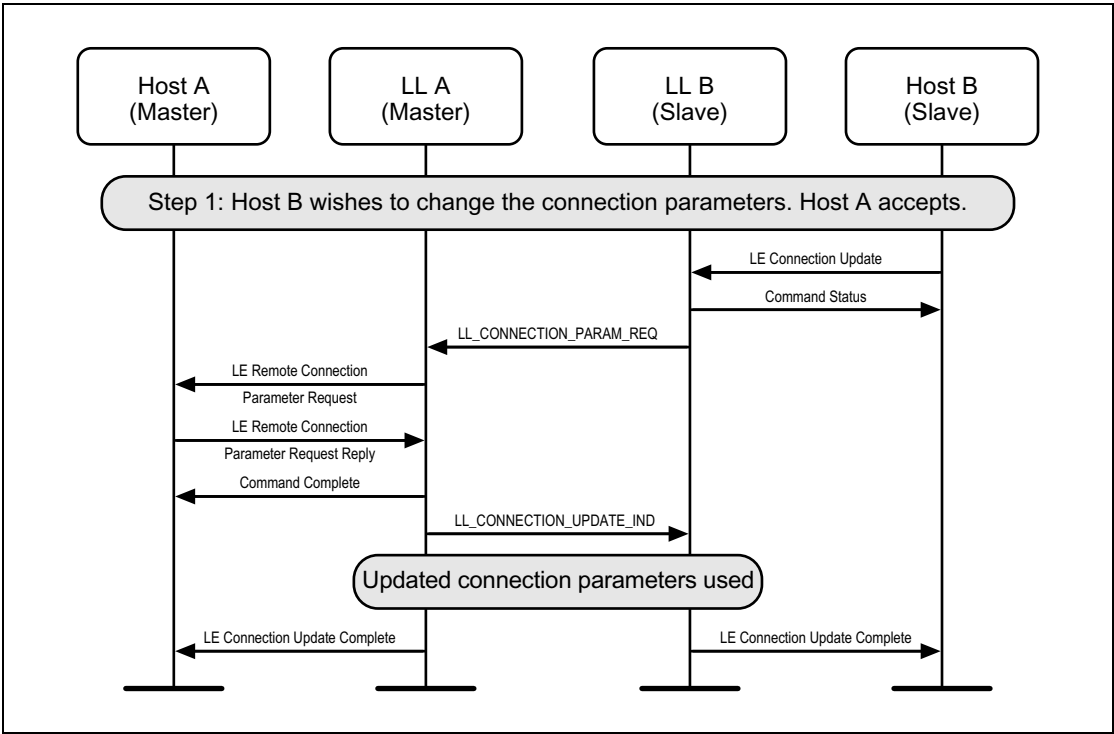 Host A
(Master)
LL A
(Master)
LL B
(Slave)
Host B
(Slave)
Step 1: Host B wishes to change the connection parameters. Host A accepts.
LE Connection Update
Command Status
LL_CONNECTION_PARAM_REQ
LE Remote Connection
Parameter Request
LE Remote Connection
Parameter Request Reply
Command Complete
LL_CONNECTION_UPDATE_IND
Updated connection parameters used
LE Connection Update Complete
LE Connection Update Complete